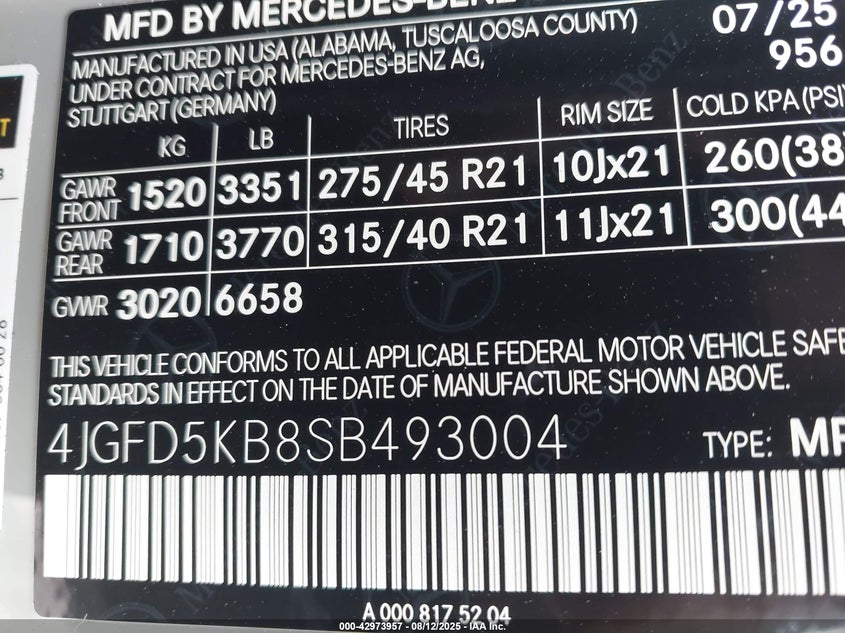 MFD BY MERCEDES-BENZ
MANUFACTURED IN USA (ALABAMA, TUSCALOOSA COUNTY) 07/25
UNDER CONTRACT FOR MERCEDES-BENZ AG, 956
STUTTGART (GERMANY)
KG LB TIRES RIM SIZE COLD KPA (PSI)
GAWR FRONT 1520 3351 275/45 R21 10Jx21 260(38
GAWR REAR 1710 3770 315/40 R21 11Jx21 300(44
GVWR 3020 6658
THIS VEHICLE CONFORMS TO ALL APPLICABLE FEDERAL MOTOR VEHICLE SAFE
STANDARDS IN EFFECT ON THE DATE OF MANUFACTURE SHOWN ABOVE.
4JGFD5KB8SB493004 TYPE: MP
A 000 817 52 04
000-42973957 - 08/12/2025 - IAA Inc.